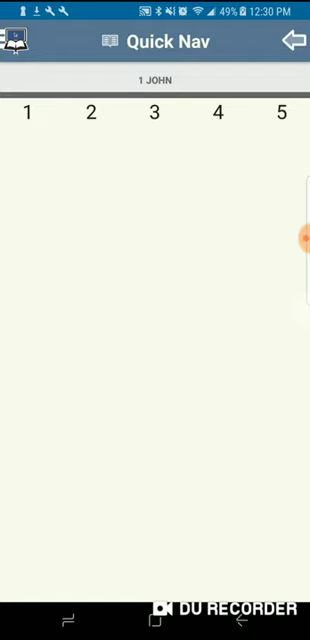 49% 12:30 PM
Quick Nav
1 JOHN
1 2 3 4 5
DU RECORDER